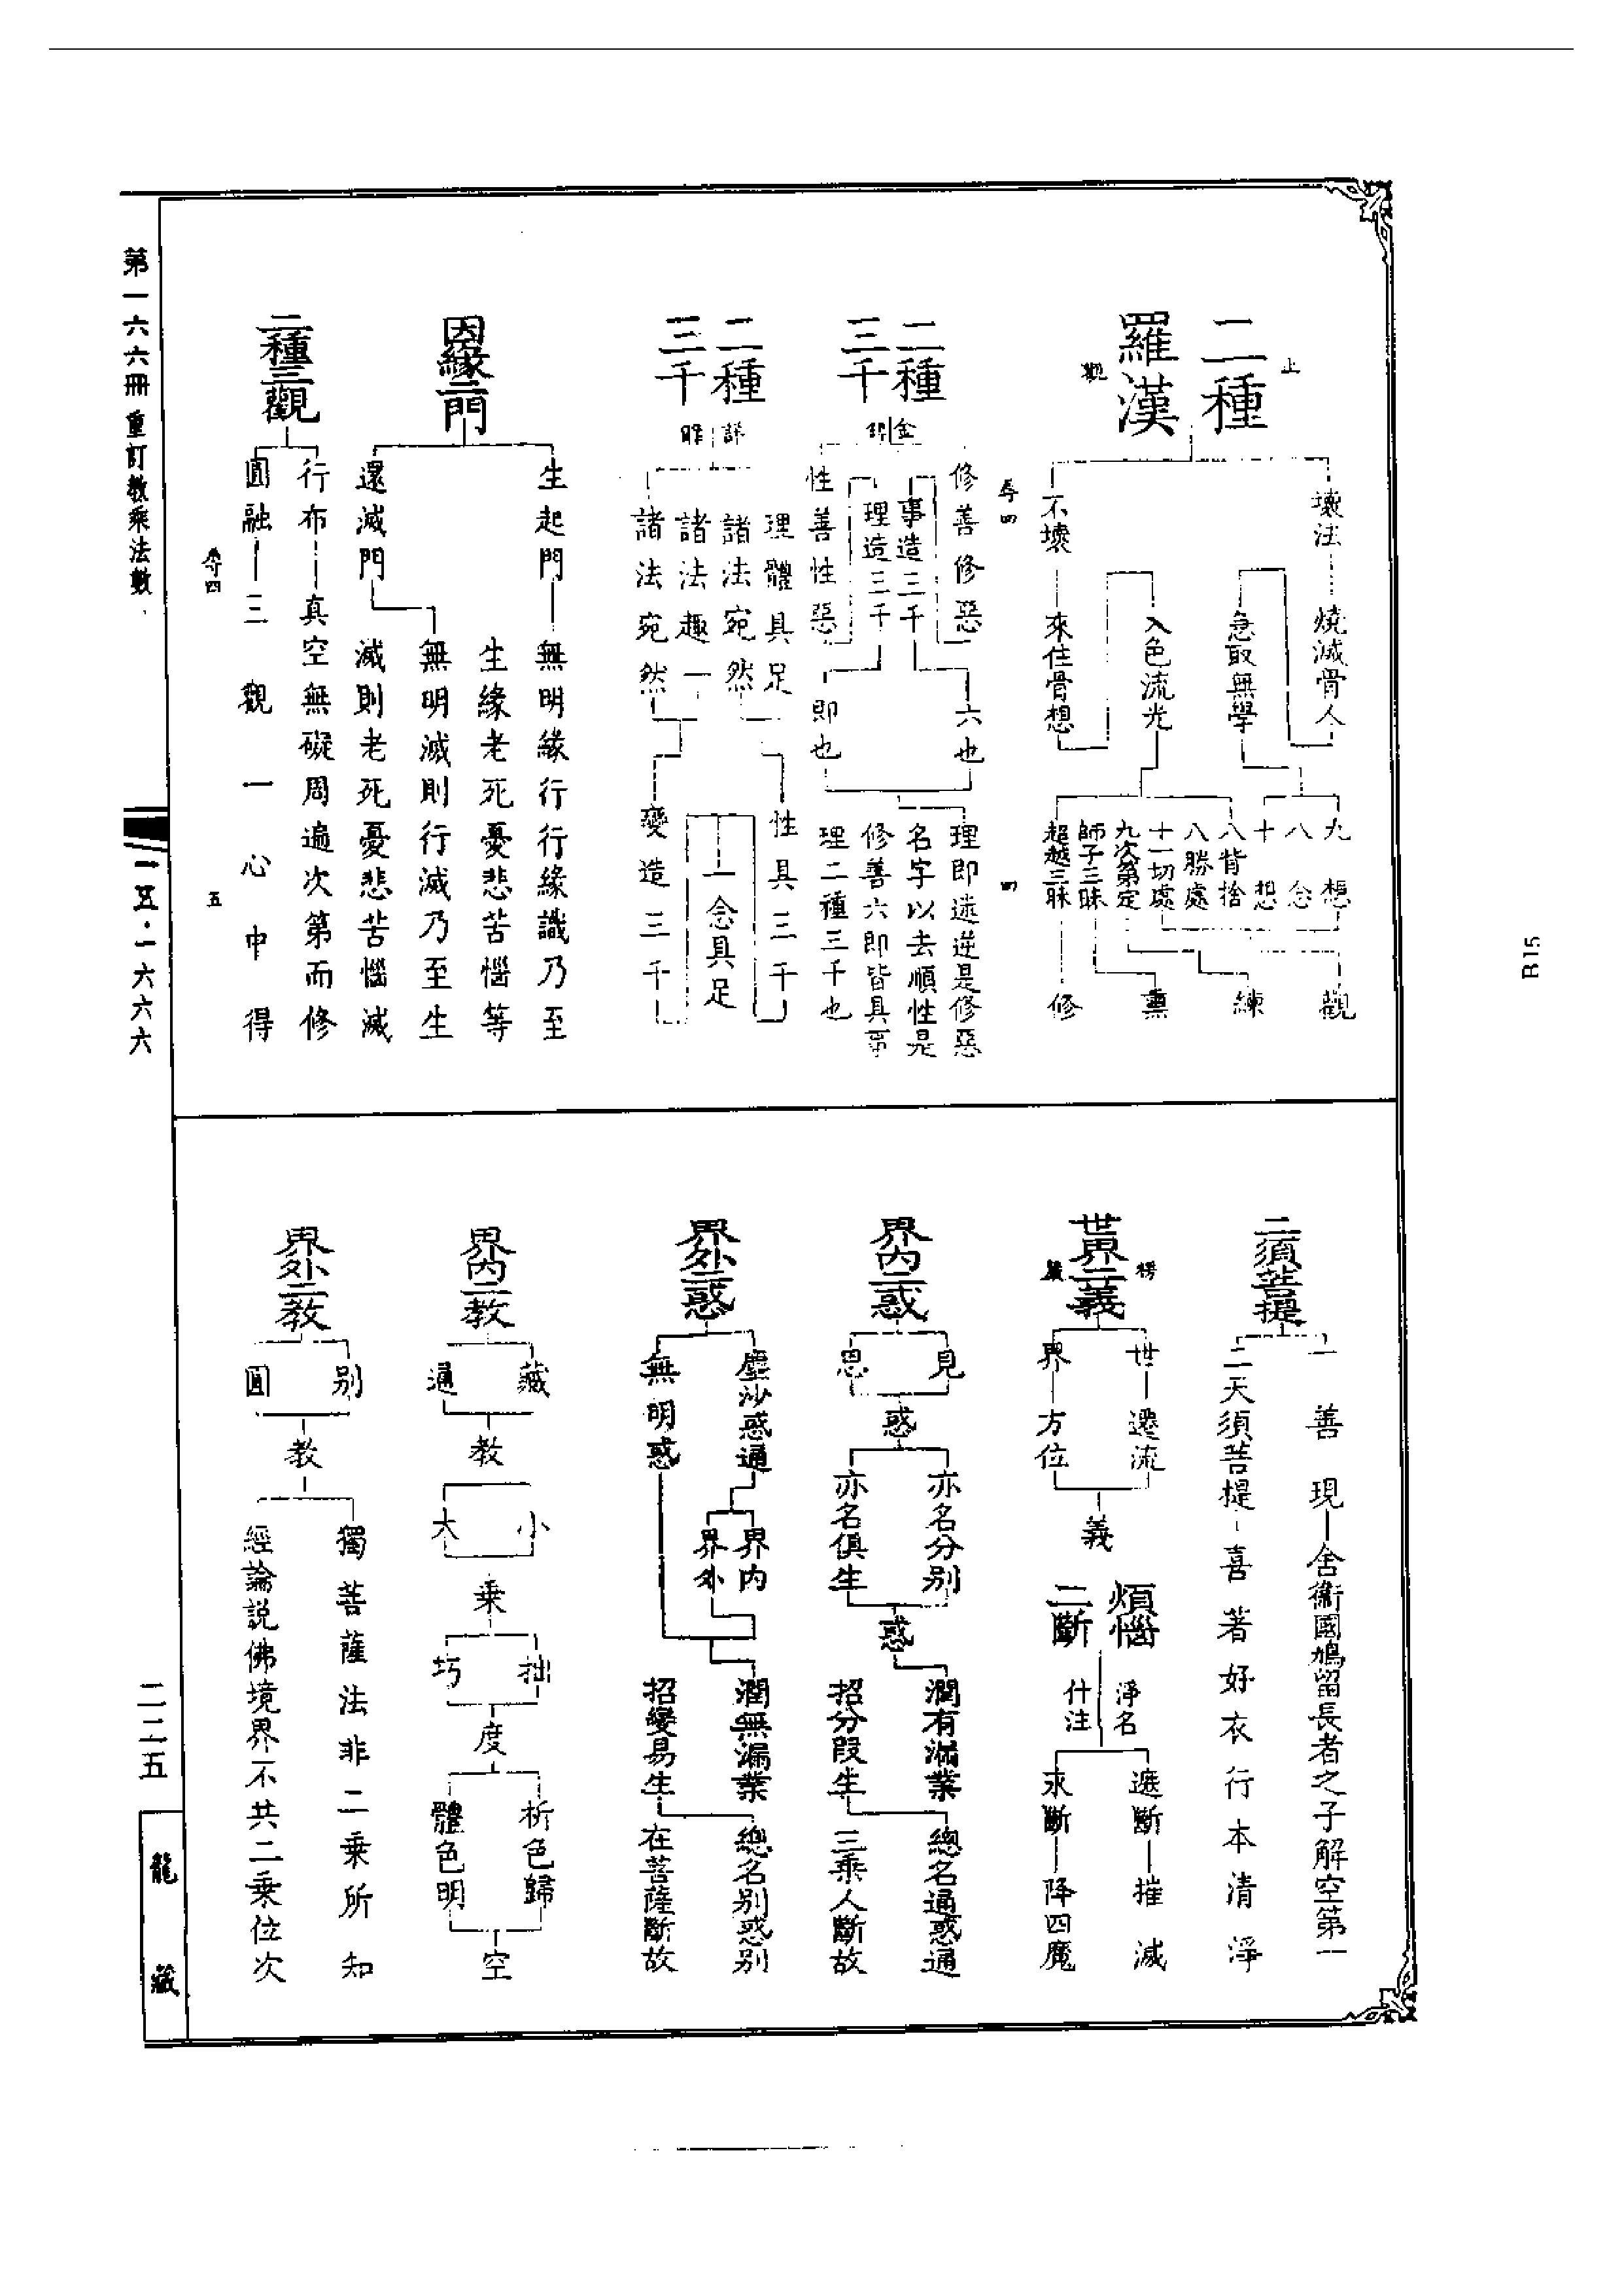 二種羅漢
止觀
壞法
燒滅骨人
急取無學
九想
八念
十想
不壞
來住骨想
入色流光
八背捨
八勝處
十一切處
九次第定
師子三昧
超越三昧
觀
練
熏
修
尋四
四
二種三千
金錍
修善修惡
事造三千
理造三千
性善性惡
六也
即也
理即違逆是修惡
名字以去順性是
修善六即皆具事
理二種三千也
二種三千
詳解
理體具足
諸法宛然
諸法趣一
諸法宛然
性具三千
一念具足
變造三千
因緣二門
生起門
無明緣行行緣識乃至
生緣老死憂悲苦惱等
還滅門
無明滅則行滅乃至生
滅則老死憂悲苦惱滅
二種三觀
行布
真空無礙周遍次第而修
圓融
三觀一心中得
尋四
五
二須菩提
一善現
舍衛國鳩留長者之子解空第一
二天須菩提
喜著好衣行本清淨
世界二義
楞嚴
世
遷流
界
方位
義
煩惱二斷
淨名什注
遮斷
摧滅
永斷
降四魔
界內二惑
見
思
惑
亦名分別
亦名俱生
惑
潤有漏業
招分段生
總名通惑通
三乘人斷故
界外二惑
塵沙惑通
界內
界外
無明惑
潤無漏業
招變易生
總名別惑別
在菩薩斷故
界內二教
藏
通
教
小
大
乘
拙
巧
度
析色歸
體色明
空
界外二教
別
圓
教
獨菩薩法非二乘所知
經論說佛境界不共二乘位次
第一六六冊 重訂教乘法數
一五·一六六六
二二五
龍藏
B15